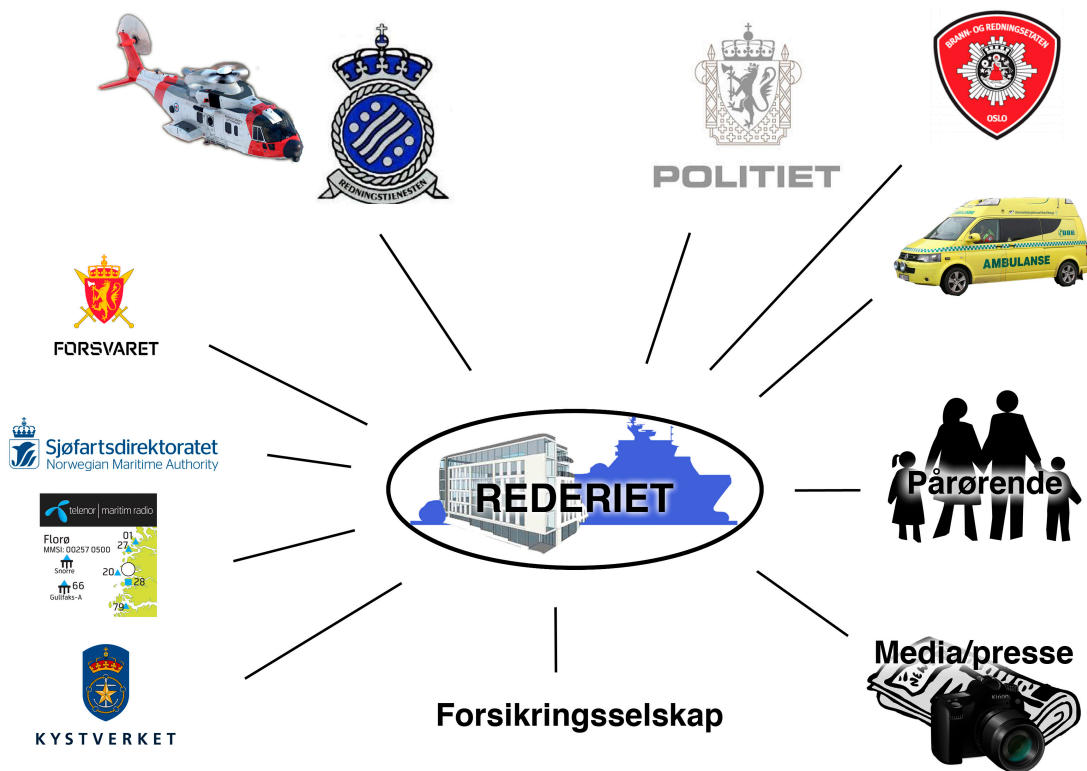 REDNINGSTJENESTEN
POLITIET
BRANN- OG REDNINGSETATEN
OSLO
AMBULANSE
FORSVARET
Sjøfartsdirektoratet
Norwegian Maritime Authority
telenor | maritim radio
Florø
MMSI: 00257 0500
01
27
Snorre
20
28
66
Gullfaks-A
79
REDERIET
Pårørende
Media/presse
KYSTVERKET
Forsikringsselskap